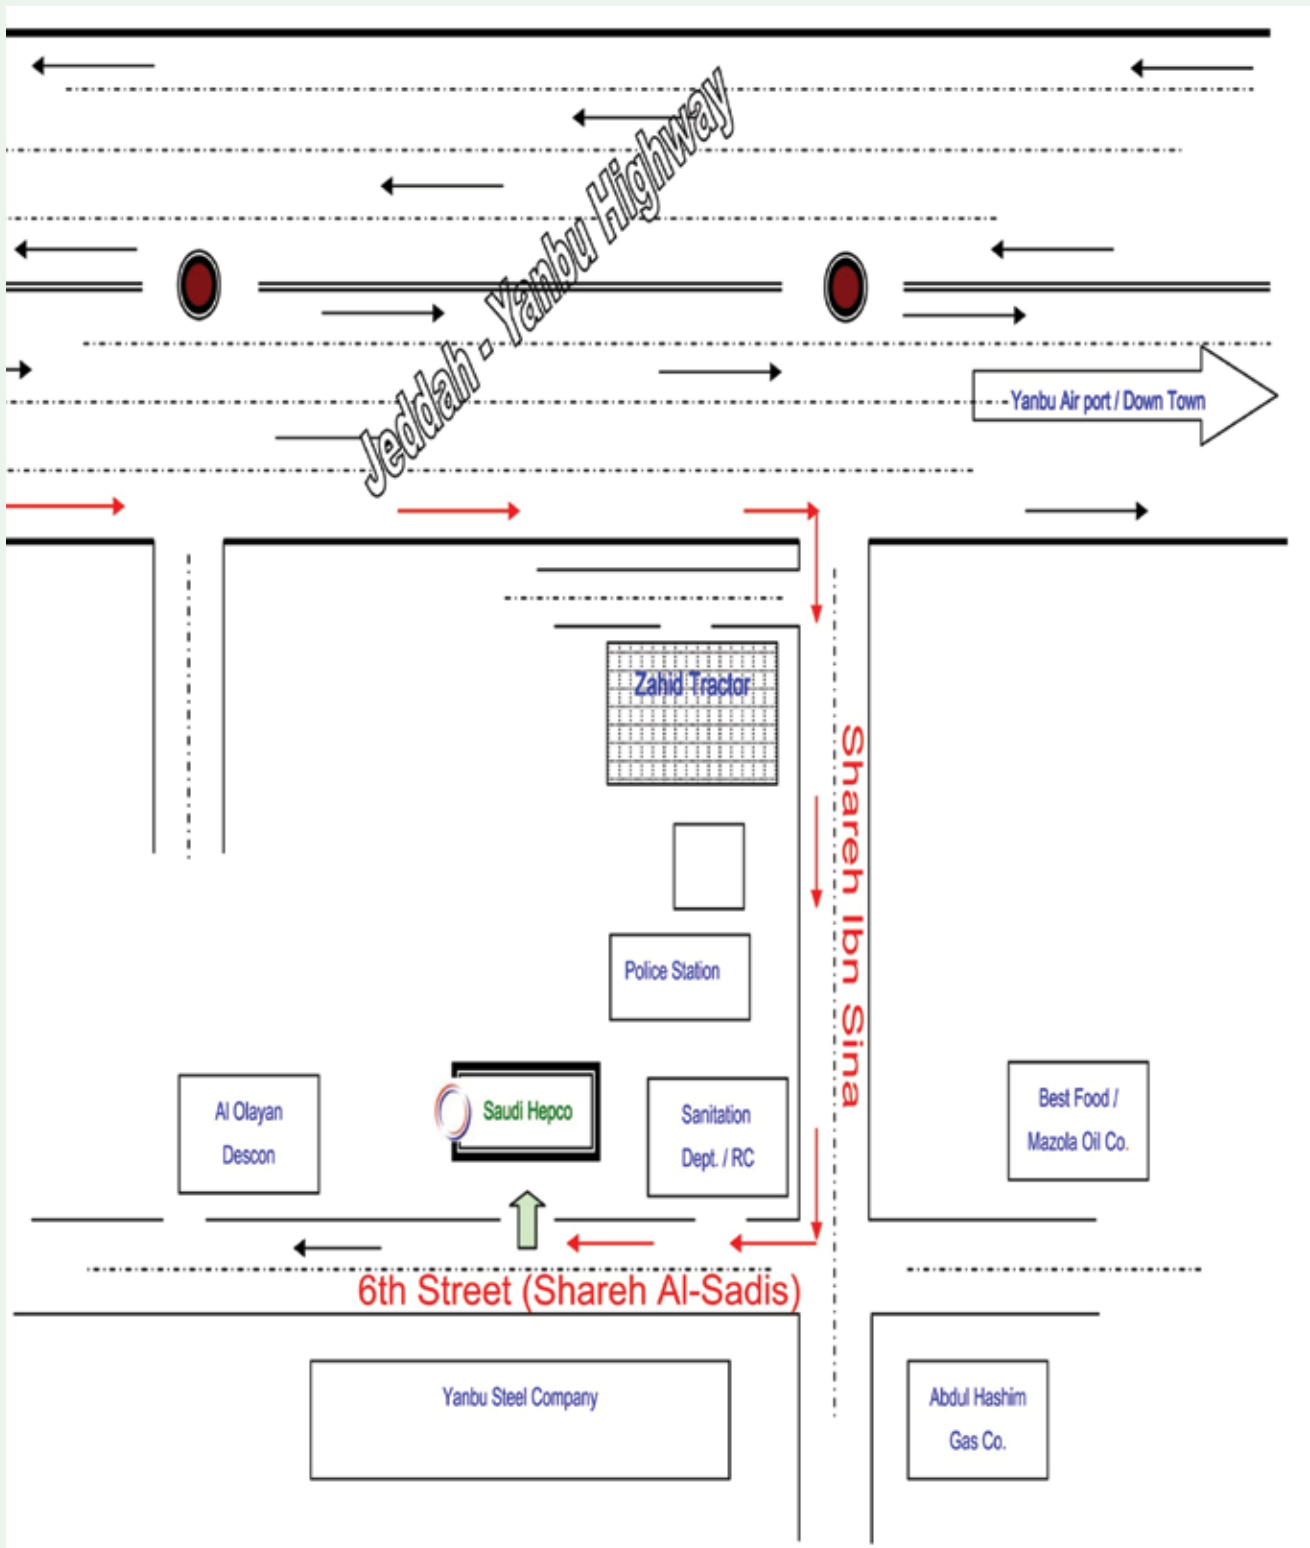 Jeddah - Yanbu Highway
Yanbu Air port / Down Town
Zahid Tractor
Shareh Ibn Sina
Police Station
Al Olayan
Descon
Saudi Hepco
Sanitation
Dept. / RC
Best Food /
Mazola Oil Co.
6th Street (Shareh Al-Sadis)
Yanbu Steel Company
Abdul Hashim
Gas Co.